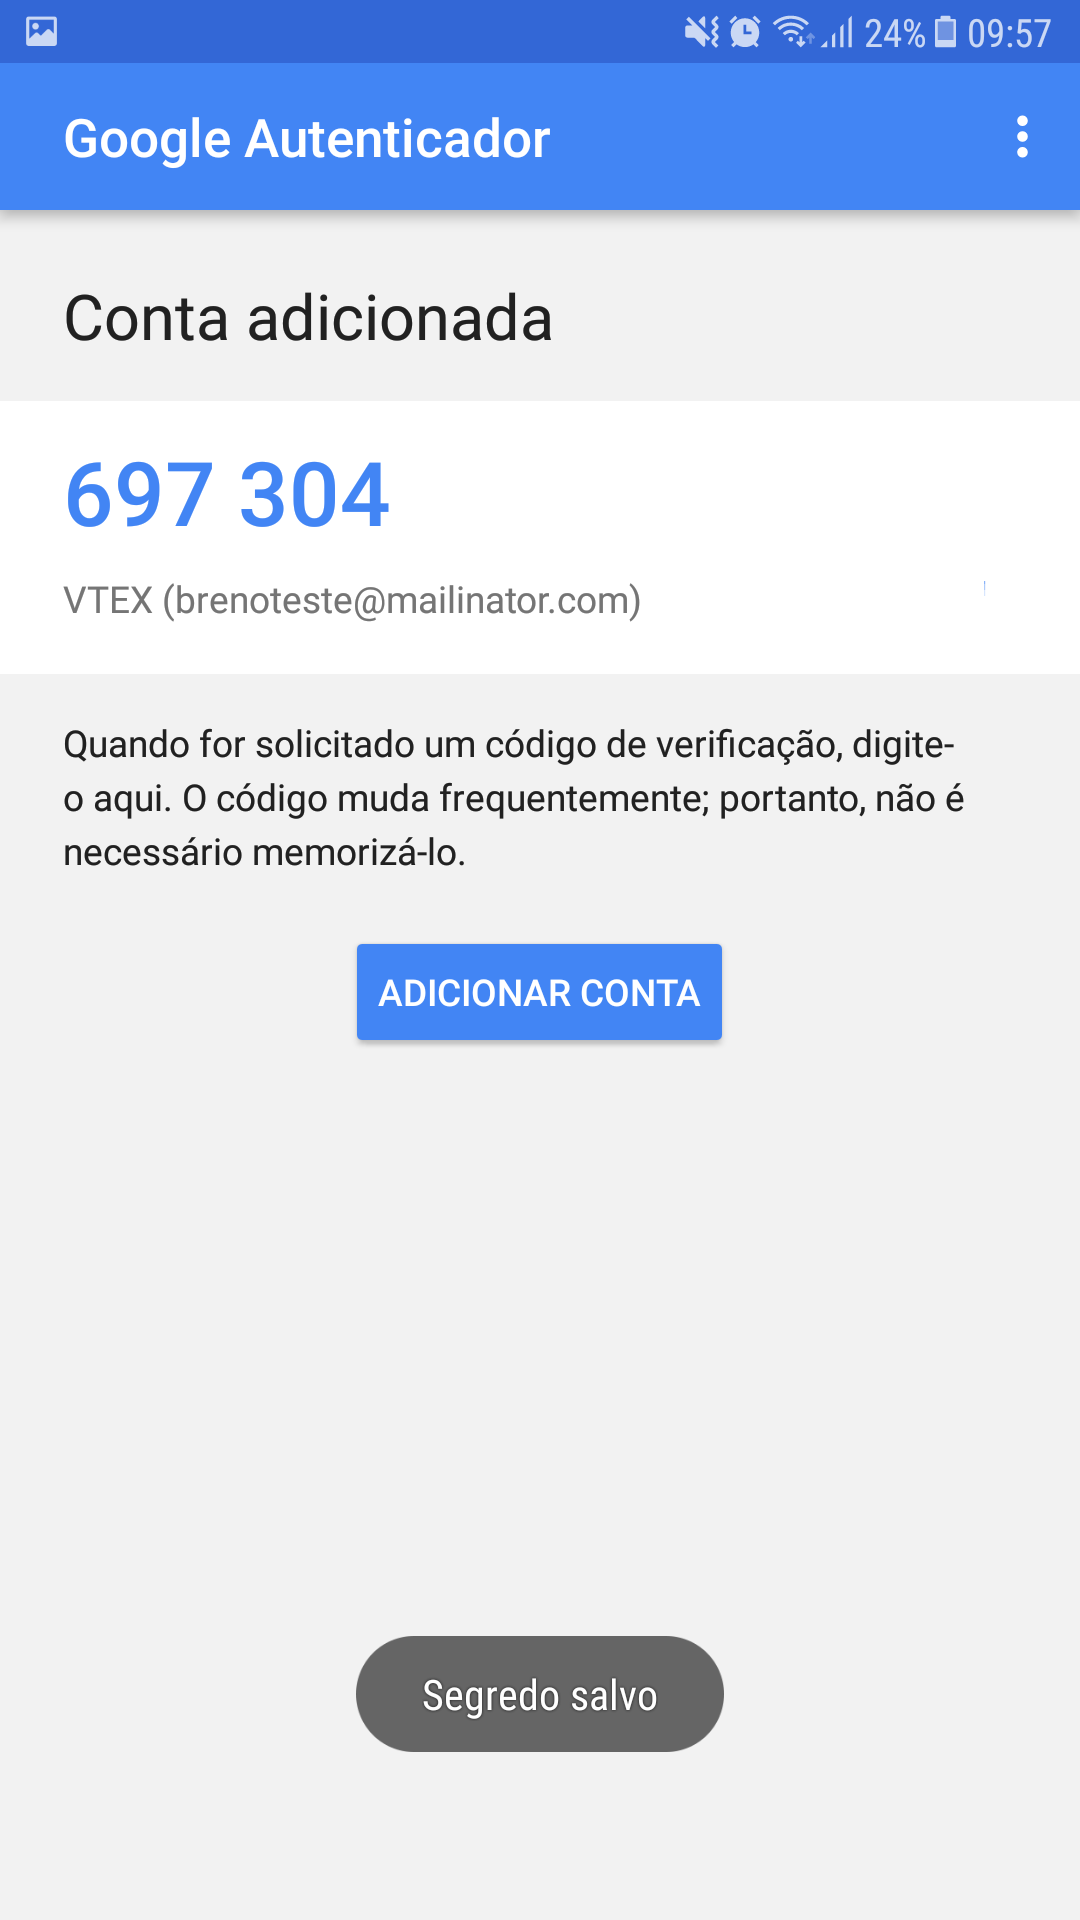 24% 09:57
Google Autenticador
Conta adicionada
697 304
VTEX (brenoteste@mailinator.com)
Quando for solicitado um código de verificação, digite-
o aqui. O código muda frequentemente; portanto, não é
necessário memorizá-lo.
ADICIONAR CONTA
Segredo salvo